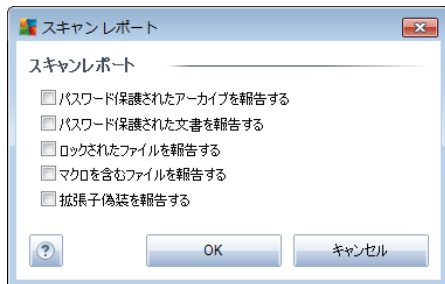 スキャンレポート
スキャンレポート
パスワード保護されたアーカイブを報告する
パスワード保護された文書を報告する
ロックされたファイルを報告する
マクロを含むファイルを報告する
拡張子偽装を報告する
? OK キャンセル